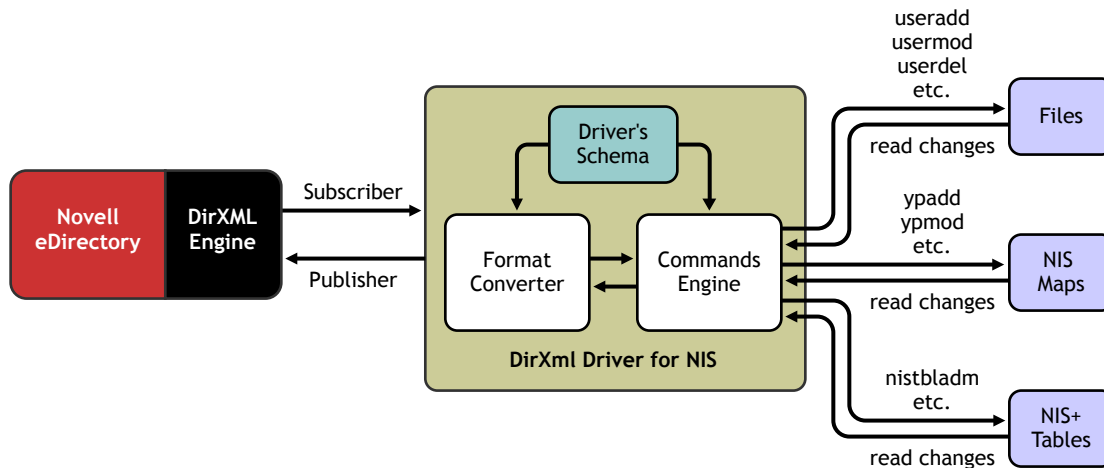 Novell
eDirectory
DirXML
Engine
Subscriber
Publisher
Driver's
Schema
Format
Converter
Commands
Engine
DirXml Driver for NIS
useradd
usermod
userdel
etc.
read changes
Files
ypadd
ypmod
etc.
read changes
NIS
Maps
nistbladm
etc.
read changes
NIS+
Tables